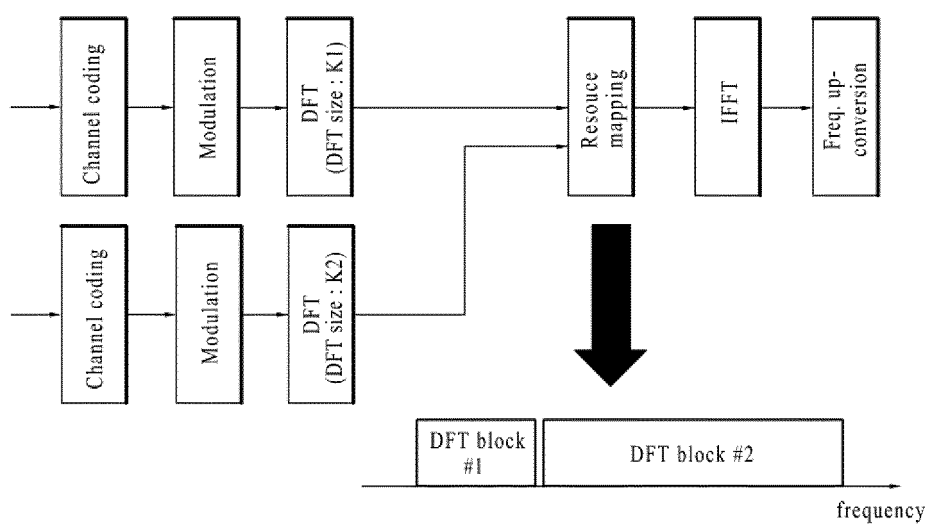 Channel coding
Modulation
DFT
(DFT size : K1)
Resouce
mapping
IFFT
Freq. up-
conversion
Channel coding
Modulation
DFT
(DFT size : K2)
DFT block
#1
DFT block #2
frequency